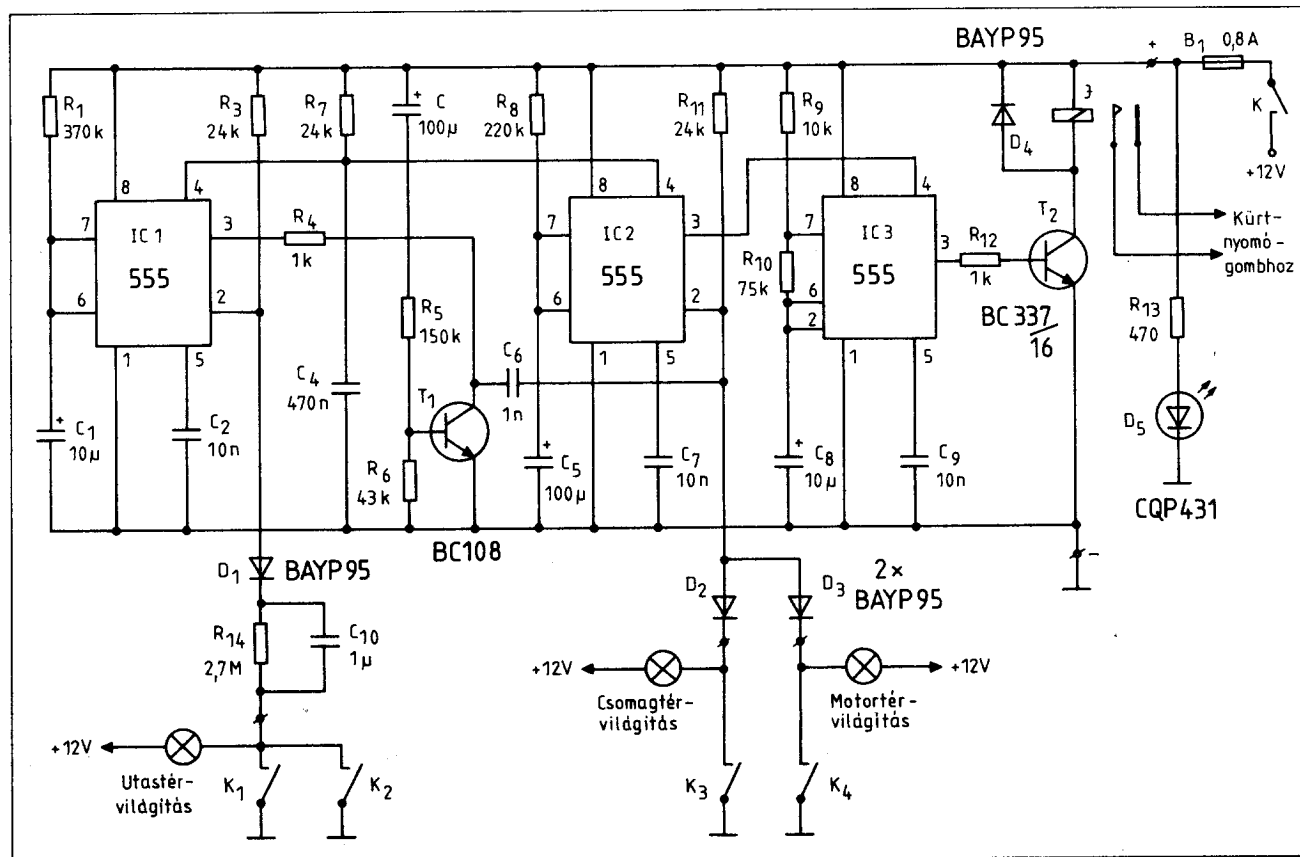 BAYP95
+
B1
0,8 A
R1
370k
R3
24k
R7
24k
+
C
100µ
R8
220k
R11
24k
R9
10k
D4
K
+12V
8
4
7
3
IC1
555
6
2
1
5
R4
1k
8
4
7
3
IC2
555
6
2
1
5
8
4
7
IC3
555
3
6
2
1
5
R10
75k
R12
1k
T2
BC337
/16
Kürt-
nyomó-
gombhoz
R5
150k
R13
470
C4
470n
C6
1n
T1
D5
+
C1
10µ
C2
10n
R6
43k
+
C5
100µ
C7
10n
+
C8
10µ
C9
10n
CQP431
BC108
D1
BAYP95
D2
D3
2×
BAYP95
-
R14
2,7M
C10
1µ
+12V
+12V
Csomagtér-
világítás
Motortér-
világítás
+12V
Utastér-
világítás
K1
K2
K3
K4